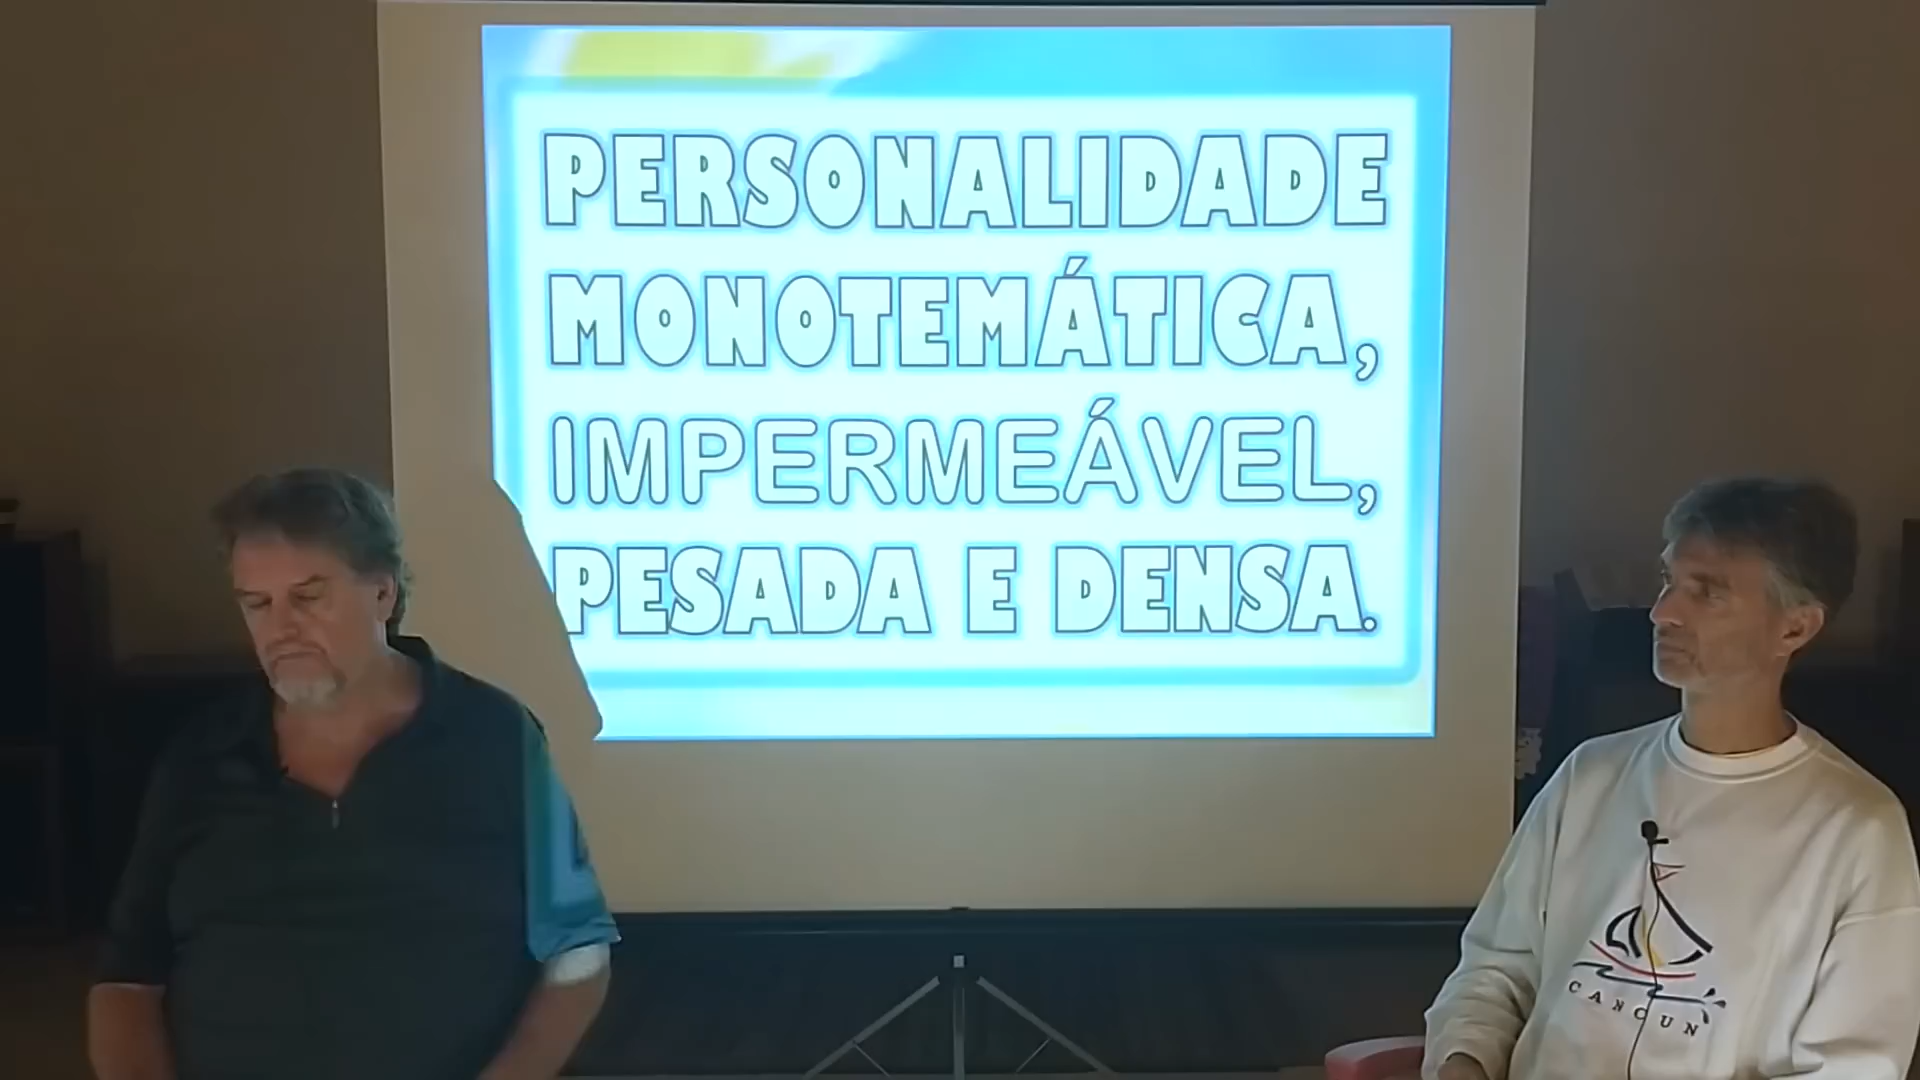 PERSONALIDADE
MONOTEMÁTICA,
IMPERMEÁVEL,
PESADA E DENSA.
CANCUN